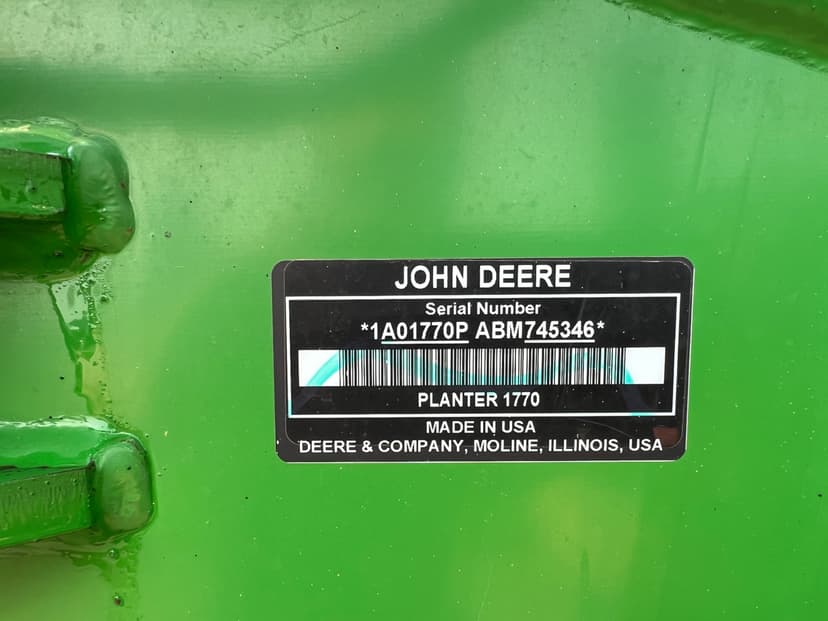 JOHN DEERE
Serial Number
*1A01770P ABM745346*
PLANTER 1770
MADE IN USA
DEERE & COMPANY, MOLINE, ILLINOIS, USA